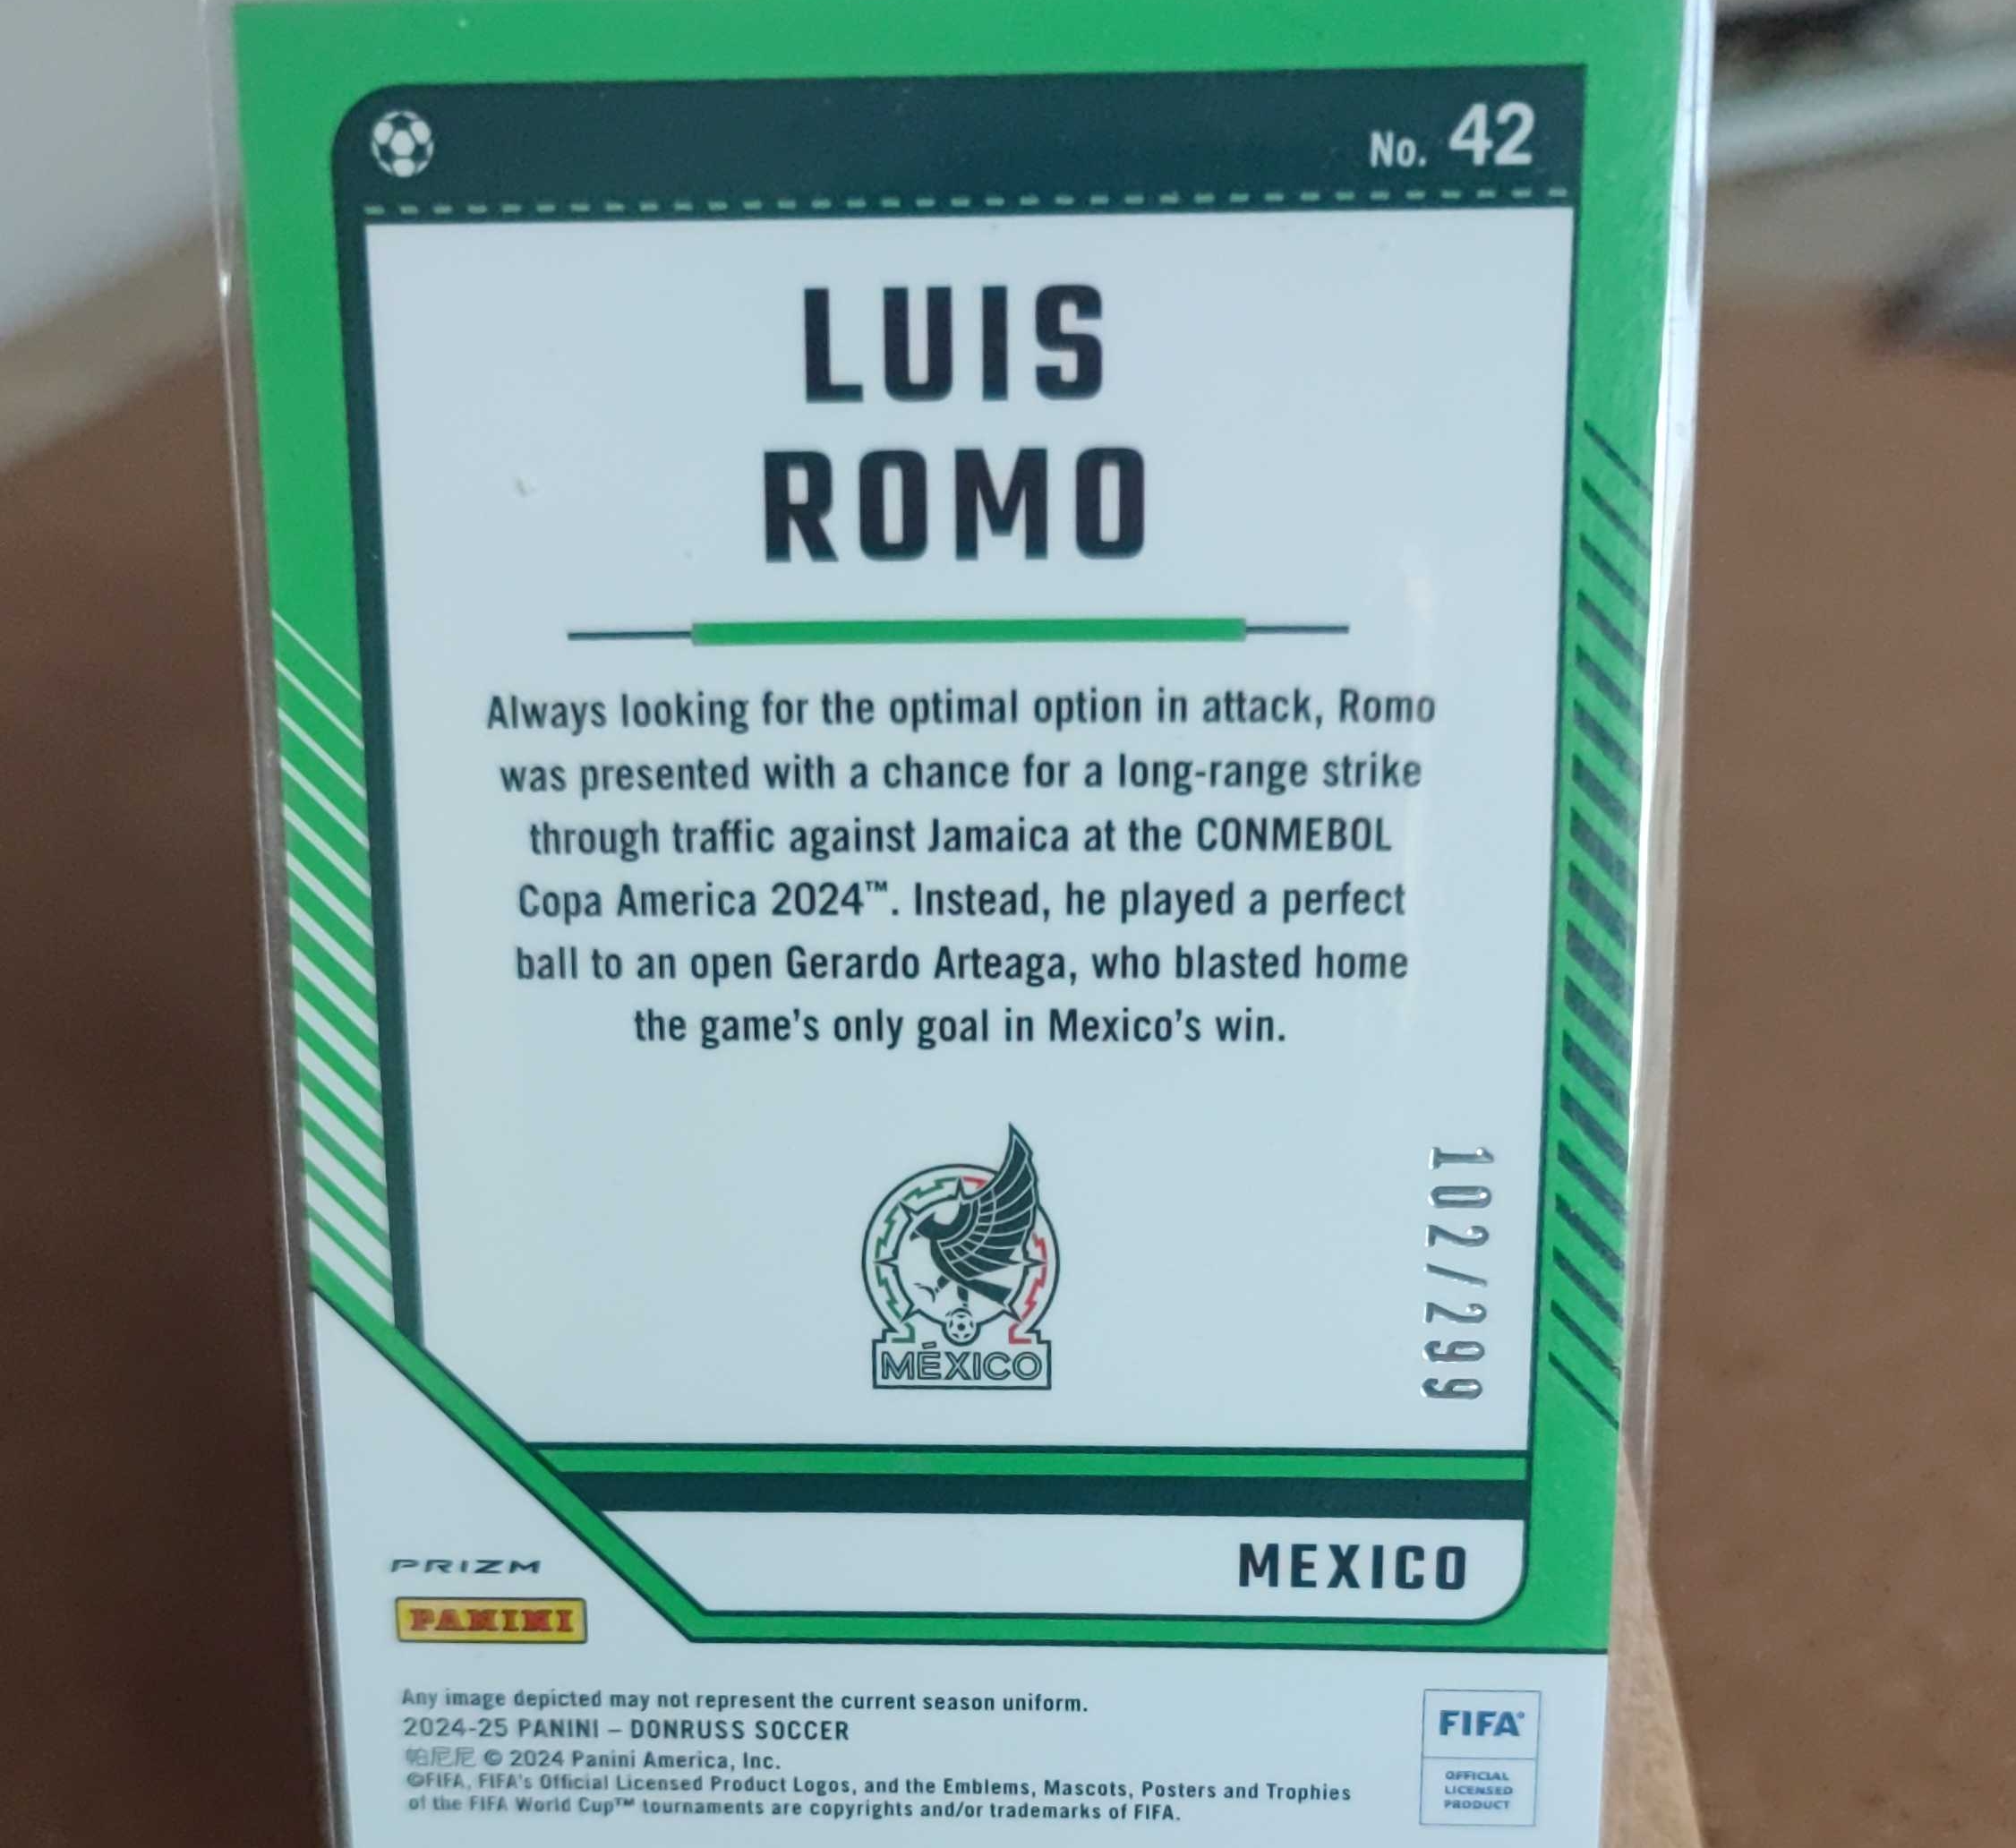 No. 42
LUIS
ROMO
Always looking for the optimal option in attack, Romo
was presented with a chance for a long-range strike
through traffic against Jamaica at the CONMEBOL
Copa America 2024™. Instead, he played a perfect
ball to an open Gerardo Arteaga, who blasted home
the game's only goal in Mexico's win.
102/299
MÉXICO
MEXICO
PRIZM
PANINI
Any image depicted may not represent the current season uniform.
2024-25 PANINI – DONRUSS SOCCER
帕尼尼 © 2024 Panini America, Inc.
©FIFA, FIFA's Official Licensed Product Logos, and the Emblems, Mascots, Posters and Trophies
of the FIFA World Cup™ tournaments are copyrights and/or trademarks of FIFA.
FIFA®
OFFICIAL
LICENSED
PRODUCT